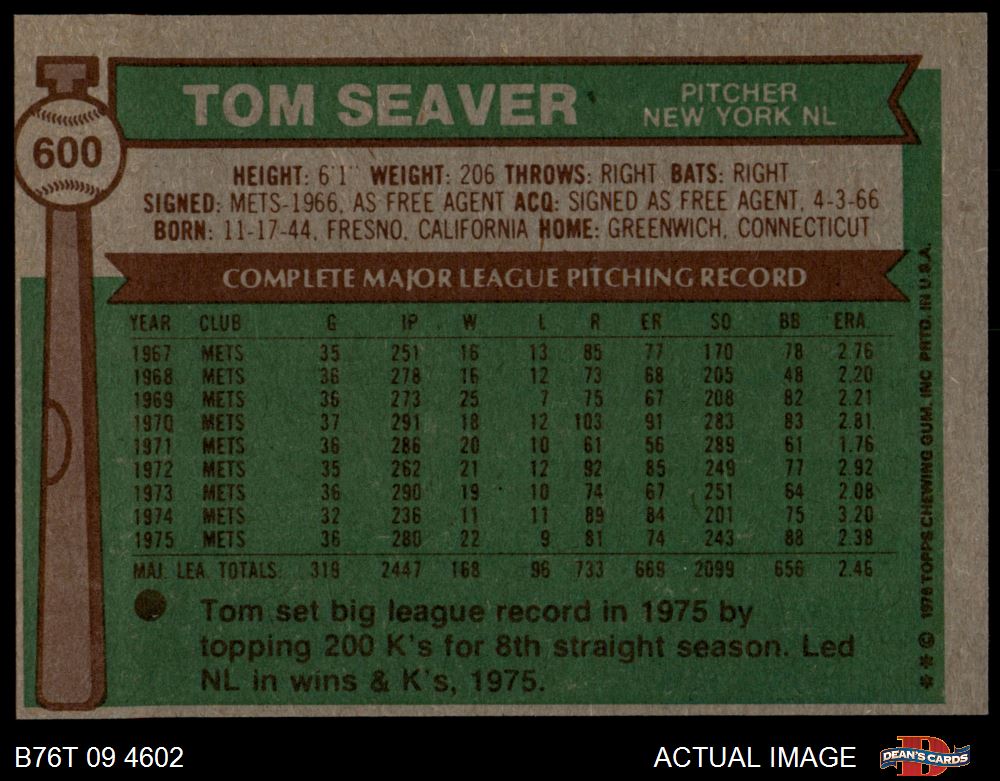 600
TOM SEAVER
PITCHER
NEW YORK NL
HEIGHT: 6'1" WEIGHT: 206 THROWS: RIGHT BATS: RIGHT
SIGNED: METS-1966, AS FREE AGENT ACQ: SIGNED AS FREE AGENT, 4-3-66
BORN: 11-17-44, FRESNO, CALIFORNIA HOME: GREENWICH, CONNECTICUT
COMPLETE MAJOR LEAGUE PITCHING RECORD
YEAR CLUB G IP W L R ER SO BB ERA
1967 METS 35 251 16 13 85 77 170 78 2.76
1968 METS 36 278 16 12 73 68 205 48 2.20
1969 METS 36 273 25 7 75 67 208 82 2.21
1970 METS 37 291 18 12 103 91 283 83 2.81
1971 METS 36 286 20 10 61 56 289 61 1.76
1972 METS 35 262 21 12 92 85 249 77 2.92
1973 METS 36 290 19 10 74 67 251 64 2.08
1974 METS 32 236 11 11 89 84 201 75 3.20
1975 METS 36 280 22 9 81 74 243 88 2.38
MAJ. LEA. TOTALS: 319 2447 168 96 733 669 2099 656 2.46
Tom set big league record in 1975 by
topping 200 K's for 8th straight season. Led
NL in wins & K's, 1975.
** © 1976 TOPPS CHEWING GUM, INC PRTD. IN U.S.A.
B76T 09 4602
ACTUAL IMAGE
DEAN'S CARDS